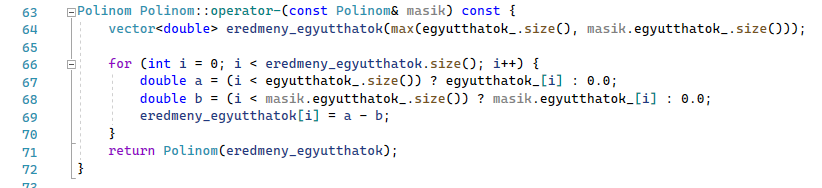 63 Polinom Polinom::operator-(const Polinom& masik) const {
64 vector<double> eredmeny_egyutthatok(max(egyutthatok_.size(), masik.egyutthatok_.size()));
65
66 for (int i = 0; i < eredmeny_egyutthatok.size(); i++) {
67 double a = (i < egyutthatok_.size()) ? egyutthatok_[i] : 0.0;
68 double b = (i < masik.egyutthatok_.size()) ? masik.egyutthatok_[i] : 0.0;
69 eredmeny_egyutthatok[i] = a - b;
70 }
71 return Polinom(eredmeny_egyutthatok);
72 }
73